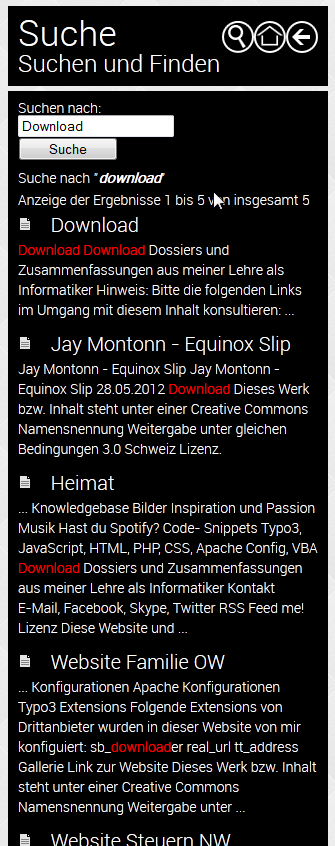 Suche
Suchen und Finden
Suchen nach:
Download
Suche
Suche nach "download"
Anzeige der Ergebnisse 1 bis 5 von insgesamt 5
Download
Download Download Dossiers und
Zusammenfassungen aus meiner Lehre als
Informatiker Hinweis: Bitte die folgenden Links
im Umgang mit diesem Inhalt konsultieren: ...
Jay Montonn - Equinox Slip
Jay Montonn - Equinox Slip Jay Montonn -
Equinox Slip 28.05.2012 Download Dieses Werk
bzw. Inhalt steht unter einer Creative Commons
Namensnennung Weitergabe unter gleichen
Bedingungen 3.0 Schweiz Lizenz.
Heimat
... Knowledgebase Bilder Inspiration und Passion
Musik Hast du Spotify? Code- Snippets Typo3,
JavaScript, HTML, PHP, CSS, Apache Config, VBA
Download Dossiers und Zusammenfassungen
aus meiner Lehre als Informatiker Kontakt
E-Mail, Facebook, Skype, Twitter RSS Feed me!
Lizenz Diese Website und ...
Website Familie OW
... Konfigurationen Apache Konfigurationen
Typo3 Extensions Folgende Extensions von
Drittanbieter wurden in dieser Website von mir
konfiguiert: sb_downloader real_url tt_address
Gallerie Link zur Website Dieses Werk bzw. Inhalt
steht unter einer Creative Commons
Namensnennung Weitergabe unter ...
Website Steuern NW